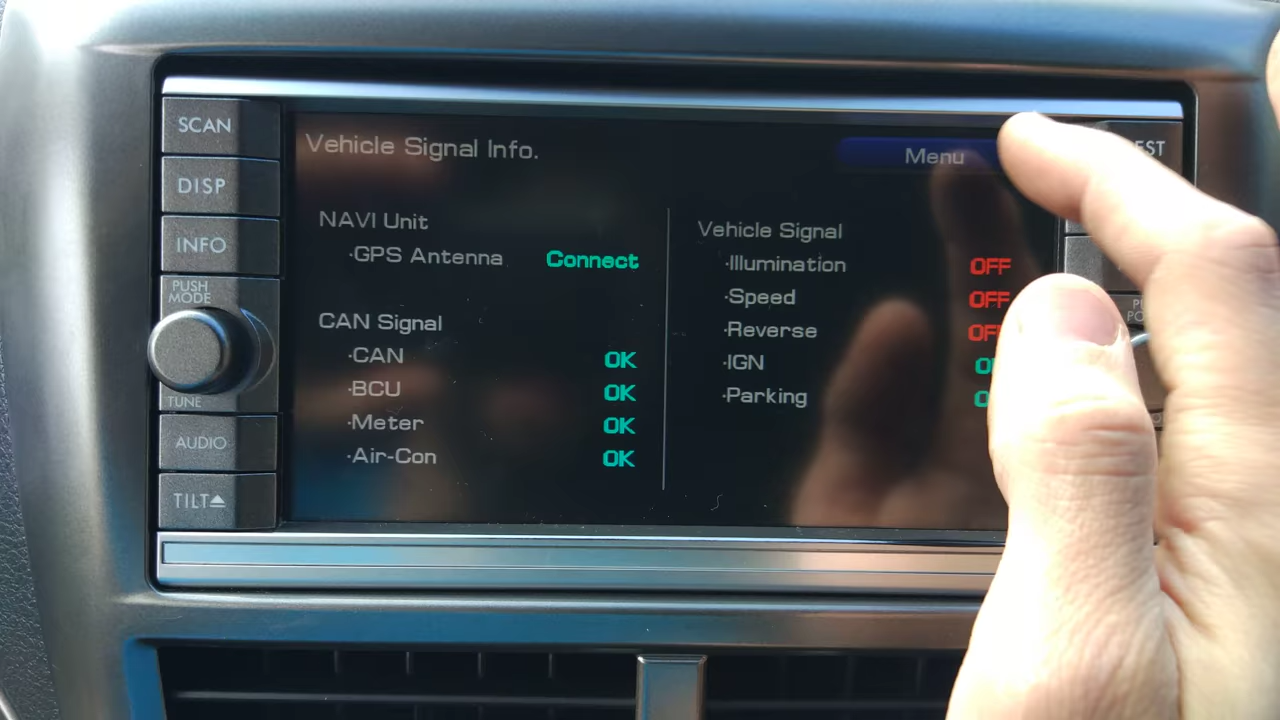 SCAN
DISP
INFO
PUSH
MODE
TUNE
AUDIO
TILT
Vehicle Signal Info.
Menu
NAVI Unit
·GPS Antenna Connect
CAN Signal
·CAN OK
·BCU OK
·Meter OK
·Air-Con OK
Vehicle Signal
·Illumination OFF
·Speed OFF
·Reverse OFF
·IGN
·Parking